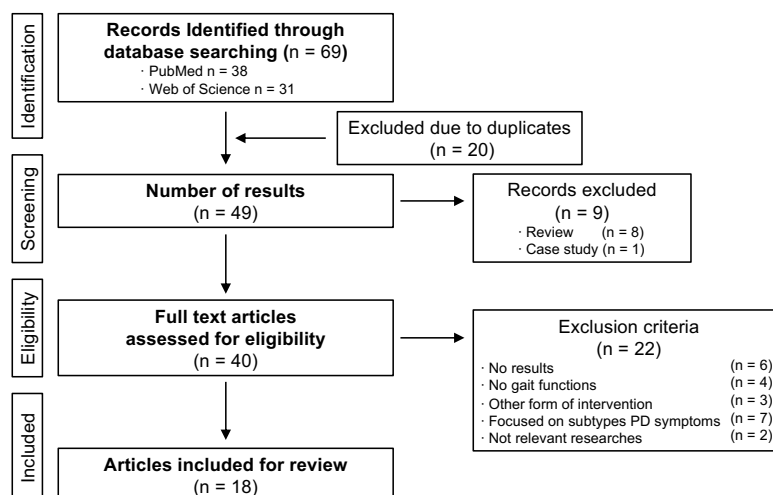 Identification
Records Identified through
database searching (n = 69)
· PubMed n = 38
· Web of Science n = 31
Excluded due to duplicates
(n = 20)
Screening
Number of results
(n = 49)
Records excluded
(n = 9)
· Review (n = 8)
· Case study (n = 1)
Eligibility
Full text articles
assessed for eligibility
(n = 40)
Exclusion criteria
(n = 22)
· No results (n = 6)
· No gait functions (n = 4)
· Other form of intervention (n = 3)
· Focused on subtypes PD symptoms (n = 7)
· Not relevant researches (n = 2)
Included
Articles included for review
(n = 18)